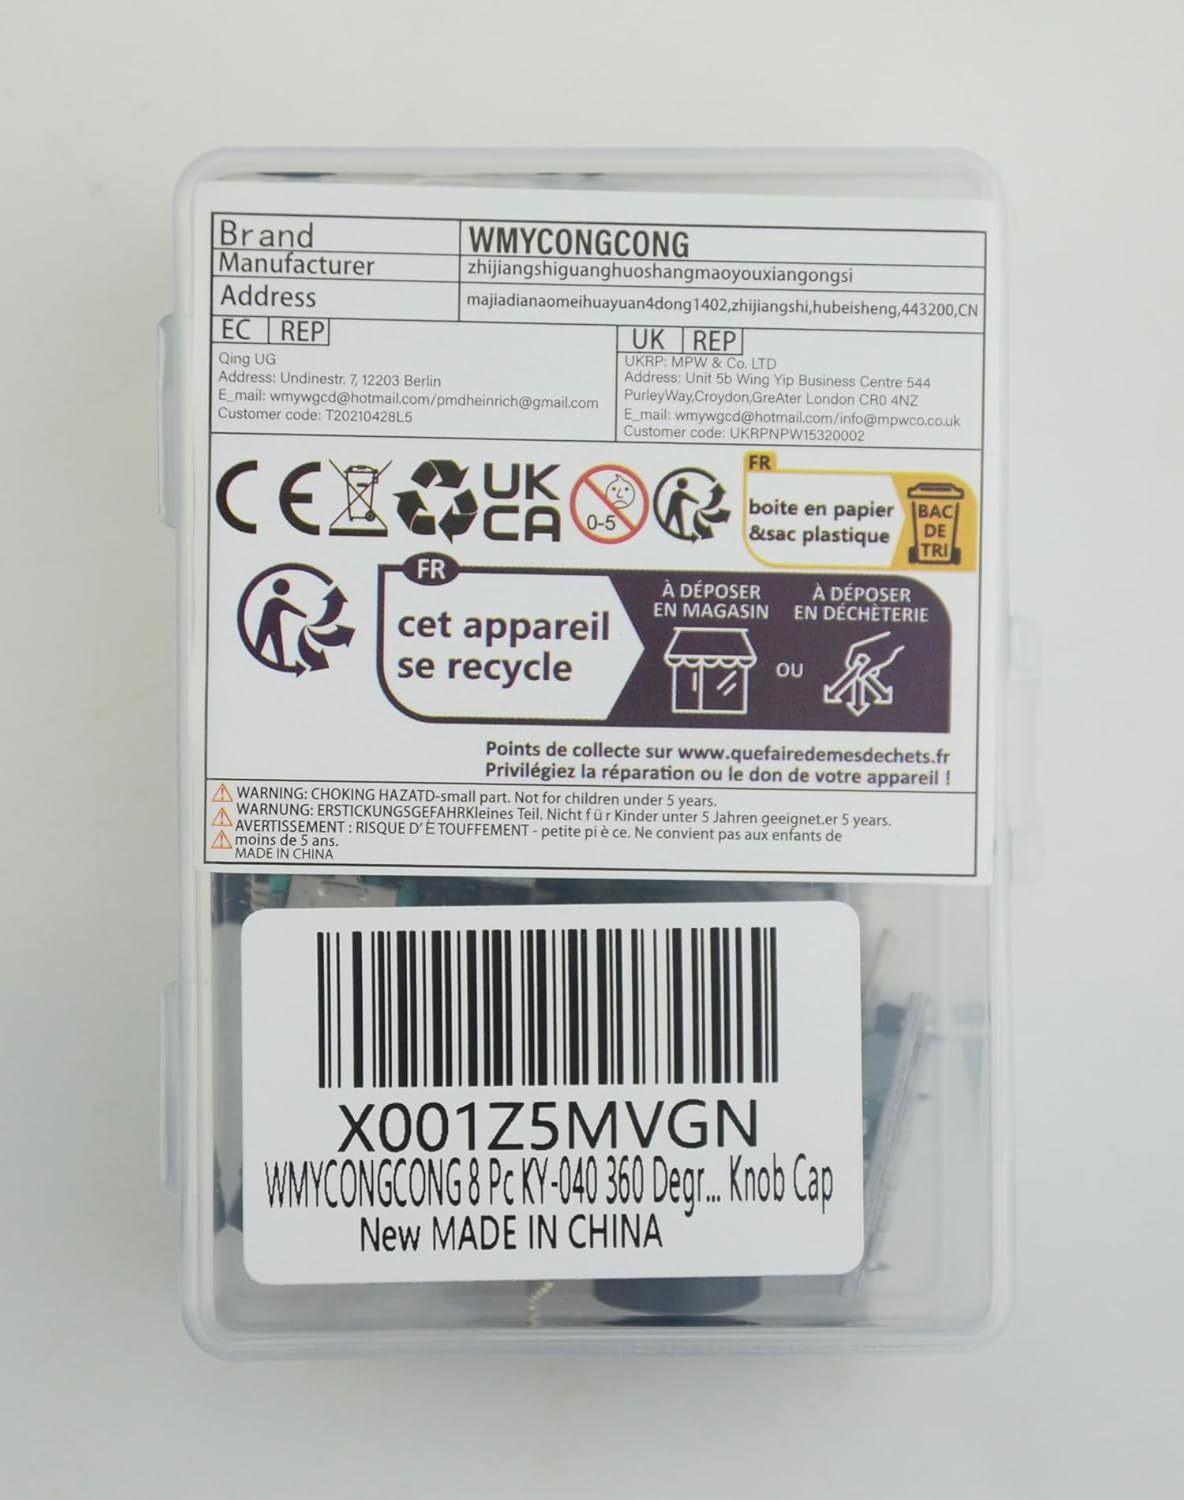 Brand WMYCONGCONG
Manufacturer zhijiangshiguanghuoshangmaoyouxiangongsi
Address majiadianaomeihuayuan4dong1402,zhijiangshi,hubeisheng,443200,CN
EC REP
Qing UG
Address: Undinestr. 7, 12203 Berlin
E_mail: wmywgcd@hotmail.com/pmdheinrich@gmail.com
Customer code: T20210428L5
UK REP
UKRP: MPW & Co. LTD
Address: Unit 5b Wing Yip Business Centre 544
PurleyWay,Croydon,GreAter London CR0 4NZ
E_mail: wmywgcd@hotmail.com/info@mpwco.co.uk
Customer code: UKRPNPW15320002
CE
UK
CA
0-5
FR
boite en papier
&sac plastique
BAC
DE
TRI
FR
cet appareil
se recycle
À DÉPOSER
EN MAGASIN
OU
À DÉPOSER
EN DÉCHÈTERIE
Points de collecte sur www.quefairedemesdechets.fr
Privilégiez la réparation ou le don de votre appareil !
WARNING: CHOKING HAZATD-small part. Not for children under 5 years.
WARNUNG: ERSTICKUNGSGEFAHRKleines Teil. Nicht f ü r Kinder unter 5 Jahren geeignet.er 5 years.
AVERTISSEMENT : RISQUE D' È TOUFFEMENT - petite pi è ce. Ne convient pas aux enfants de
moins de 5 ans.
MADE IN CHINA
X001Z5MVGN
WMYCONGCONG 8 Pc KY-040 360 Degr... Knob Cap
New MADE IN CHINA